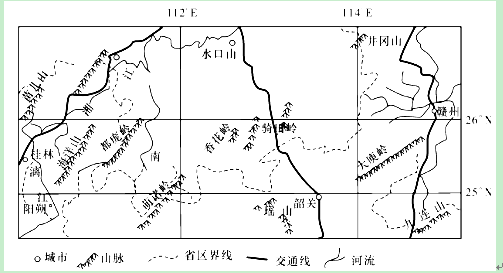 112°E 114°E
水口山
井冈山
越城岭
湘
江
26°N
赣州
都庞岭
香花岭
骑田岭
桂林
海洋山
漓
江
阳朔
潇
南
萌渚岭
大庾岭
25°N
韶关
瑶山
九连山
城市 山脉 省区界线 交通线 河流